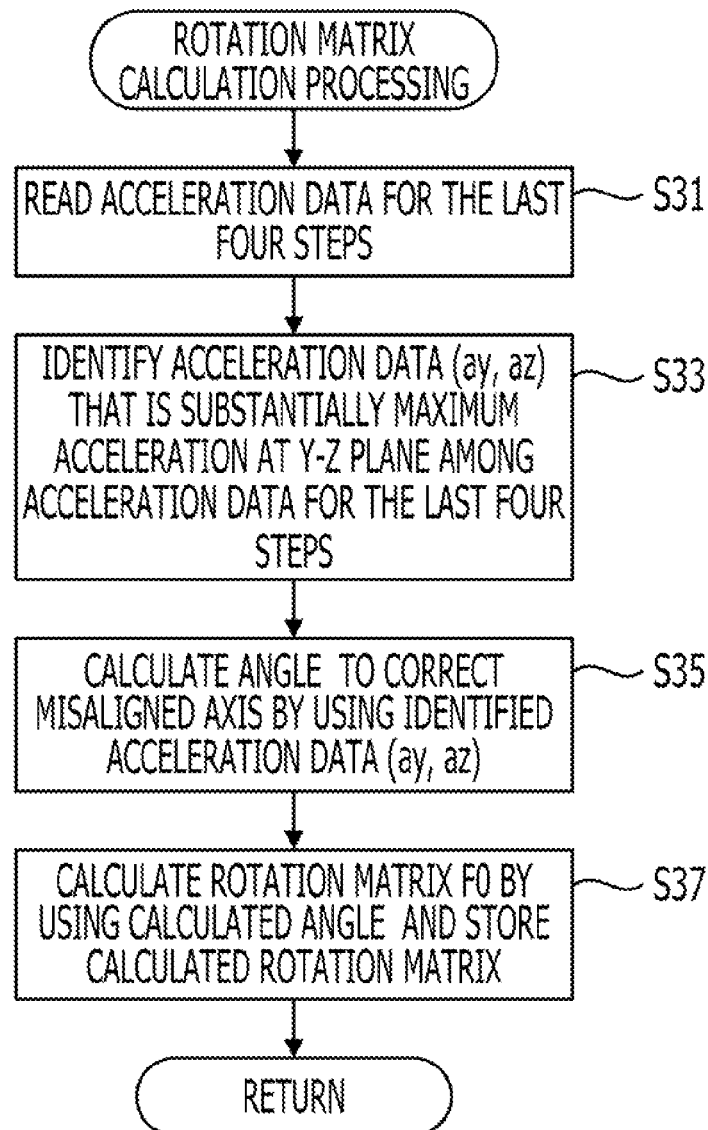 ROTATION MATRIX
CALCULATION PROCESSING
READ ACCELERATION DATA FOR THE LAST
FOUR STEPS
S31
IDENTIFY ACCELERATION DATA (ay, az)
THAT IS SUBSTANTIALLY MAXIMUM
ACCELERATION AT Y-Z PLANE AMONG
ACCELERATION DATA FOR THE LAST FOUR
STEPS
S33
CALCULATE ANGLE TO CORRECT
MISALIGNED AXIS BY USING IDENTIFIED
ACCELERATION DATA (ay, az)
S35
CALCULATE ROTATION MATRIX F0 BY
USING CALCULATED ANGLE AND STORE
CALCULATED ROTATION MATRIX
S37
RETURN